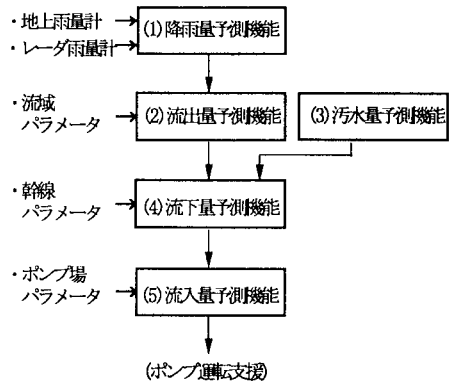 ・地上雨量計
・レーダ雨量計
(1) 降雨量予測機能
・流域
パラメータ
(2) 流出量予測機能
(3) 汚水量予測機能
・幹線
パラメータ
(4) 流下量予測機能
・ポンプ場
パラメータ
(5) 流入量予測機能
(ポンプ運転支援)